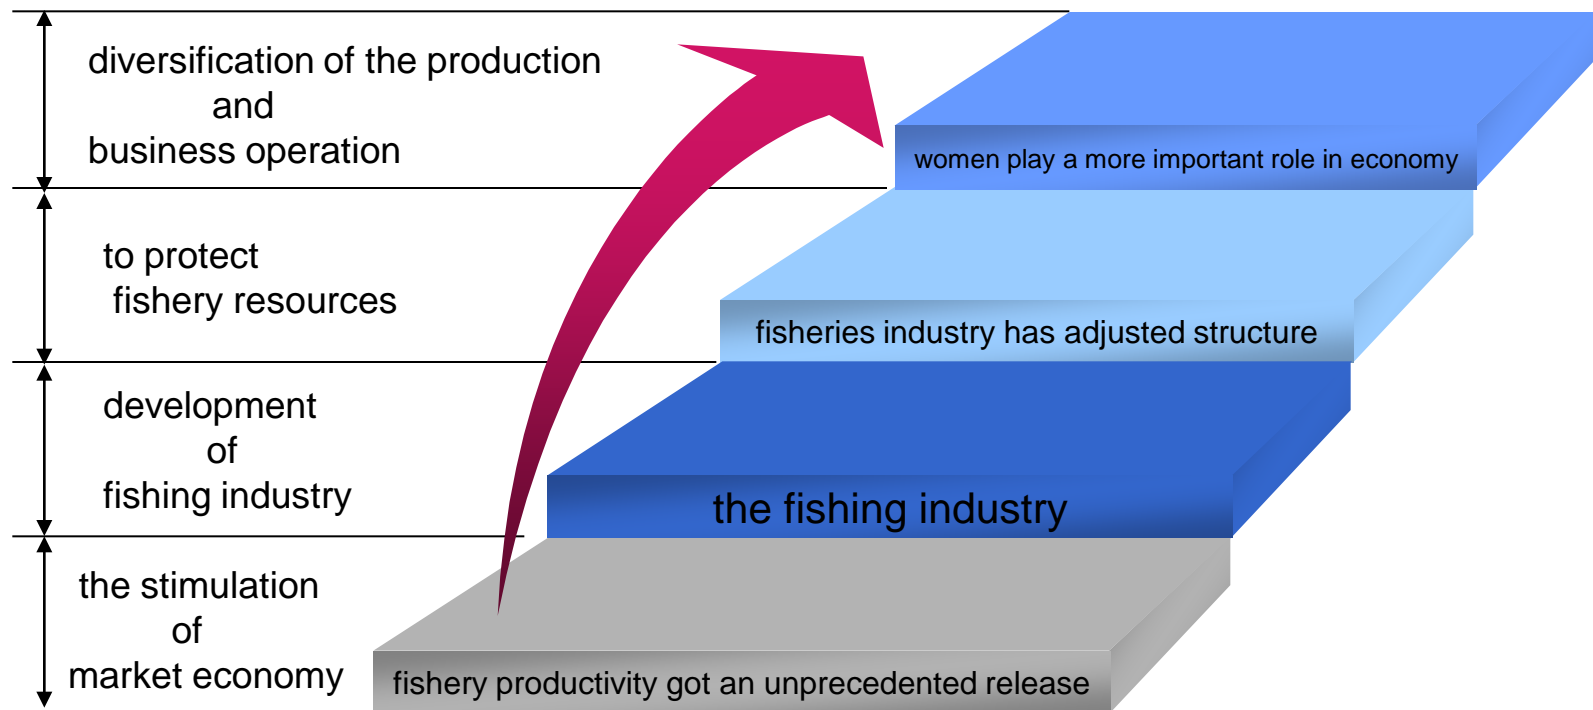 diversification of the production
and
business operation
women play a more important role in economy
to protect
fishery resources
fisheries industry has adjusted structure
development
of
fishing industry
the fishing industry
the stimulation
of
market economy
fishery productivity got an unprecedented release